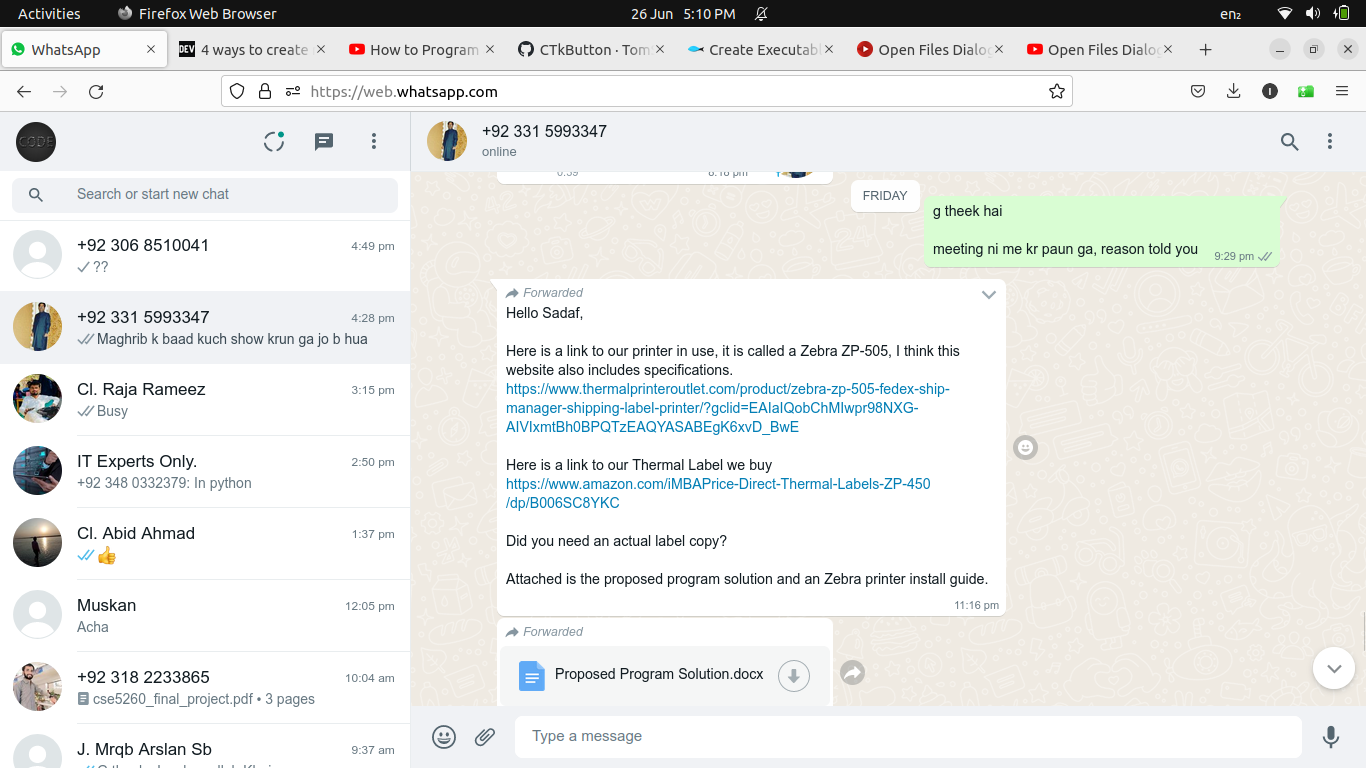 Activities
Firefox Web Browser
26 Jun 5:10 PM
en₂
WhatsApp
DEV
4 ways to create
How to Program
CTkButton · Tom
Create Executabl
Open Files Dialog
Open Files Dialog
https://web.whatsapp.com
CODE
Search or start new chat
+92 306 8510041
4:49 pm
??
+92 331 5993347
4:28 pm
Maghrib k baad kuch show krun ga jo b hua
Cl. Raja Rameez
3:15 pm
Busy
IT Experts Only.
2:50 pm
+92 348 0332379: In python
Cl. Abid Ahmad
1:37 pm
👍
Muskan
12:05 pm
Acha
+92 318 2233865
10:04 am
cse5260_final_project.pdf • 3 pages
J. Mrqb Arslan Sb
9:37 am
+92 331 5993347
online
0:59
8:16 pm
FRIDAY
g theek hai
meeting ni me kr paun ga, reason told you
9:29 pm
Forwarded
Hello Sadaf,
Here is a link to our printer in use, it is called a Zebra ZP-505, I think this
website also includes specifications.
https://www.thermalprinteroutlet.com/product/zebra-zp-505-fedex-ship-
manager-shipping-label-printer/?gclid=EAIaIQobChMIwpr98NXG-
AIVIxmtBh0BPQTzEAQYASABEgK6xvD_BwE
Here is a link to our Thermal Label we buy
https://www.amazon.com/iMBAPrice-Direct-Thermal-Labels-ZP-450
/dp/B006SC8YKC
Did you need an actual label copy?
Attached is the proposed program solution and an Zebra printer install guide.
11:16 pm
Forwarded
Proposed Program Solution.docx
Type a message